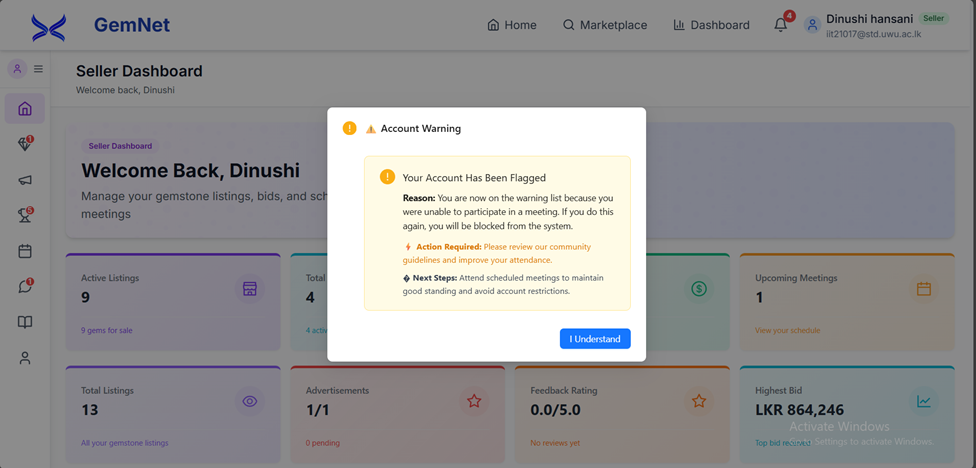 GemNet
Home
Marketplace
Dashboard
4
Dinushi hansani
Seller
iit21017@std.uwu.ac.lk
Seller Dashboard
Welcome back, Dinushi
1
5
1
Seller Dashboard
Welcome Back, Dinushi
Manage your gemstone listings, bids, and sch
meetings
Account Warning
Your Account Has Been Flagged
Reason: You are now on the warning list because you
were unable to participate in a meeting. If you do this
again, you will be blocked from the system.
Action Required: Please review our community
guidelines and improve your attendance.
Next Steps: Attend scheduled meetings to maintain
good standing and avoid account restrictions.
I Understand
Active Listings
9
9 gems for sale
Total
4
4 activ
Upcoming Meetings
1
View your schedule
Total Listings
13
All your gemstone listings
Advertisements
1/1
0 pending
Feedback Rating
0.0/5.0
No reviews yet
Highest Bid
LKR 864,246
Top bid received
Activate Windows
Go to Settings to activate Windows.